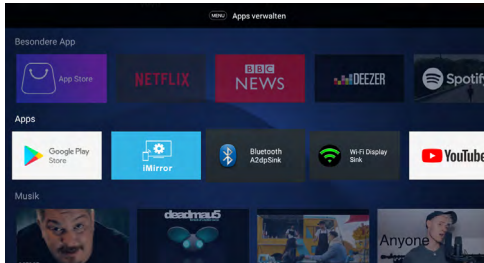 MENU Apps verwalten
Besondere App
App Store
NETFLIX
BBC
NEWS
DEEZER
Spotif
Apps
Google Play
Store
iMirror
Bluetooth
A2dpSink
Wi-Fi Display
Sink
YouTube
Musik
deadmau5
Anyone